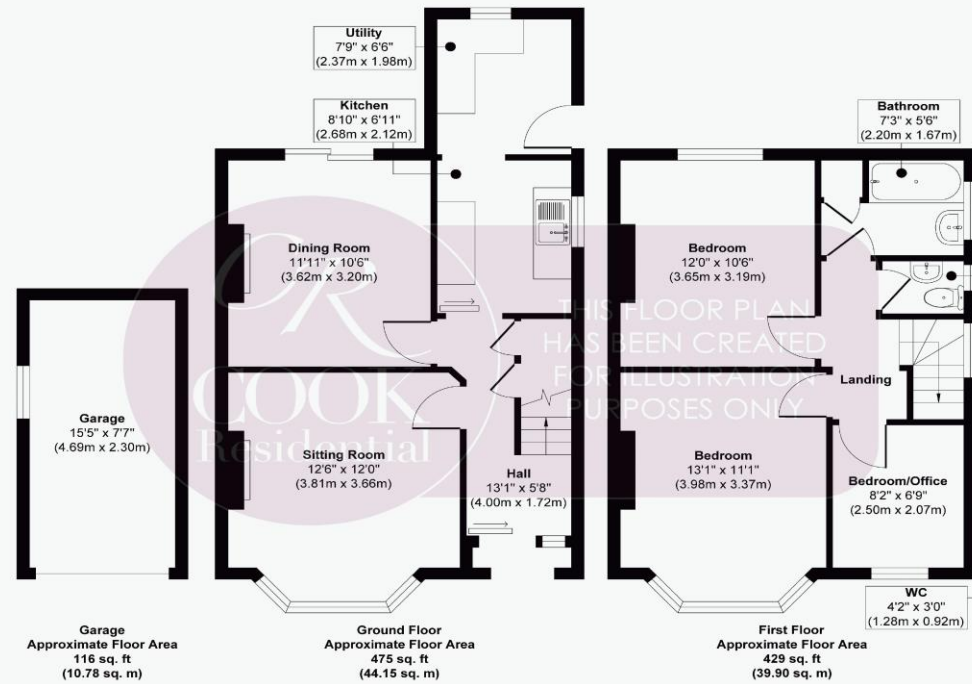 Utility
7'9" x 6'6"
(2.37m x 1.98m)
Kitchen
8'10" x 6'11"
(2.68m x 2.12m)
Bathroom
7'3" x 5'6"
(2.20m x 1.67m)
Dining Room
11'11" x 10'6"
(3.62m x 3.20m)
Bedroom
12'0" x 10'6"
(3.65m x 3.19m)
CR
COOK
Residential
THIS FLOOR PLAN
HAS BEEN CREATED
FOR ILLUSTRATION
PURPOSES ONLY
Landing
Garage
15'5" x 7'7"
(4.69m x 2.30m)
Sitting Room
12'6" x 12'0"
(3.81m x 3.66m)
Hall
13'1" x 5'8"
(4.00m x 1.72m)
Bedroom
13'1" x 11'1"
(3.98m x 3.37m)
Bedroom/Office
8'2" x 6'9"
(2.50m x 2.07m)
WC
4'2" x 3'0"
(1.28m x 0.92m)
Garage
Approximate Floor Area
116 sq. ft
(10.78 sq. m)
Ground Floor
Approximate Floor Area
475 sq. ft
(44.15 sq. m)
First Floor
Approximate Floor Area
429 sq. ft
(39.90 sq. m)